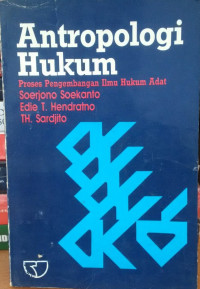 Antropologi
Hukum
Proses Pengembangan Ilmu Hukum Adat
Soerjono Soekanto
Edie T. Hendratno
TH. Sardjito